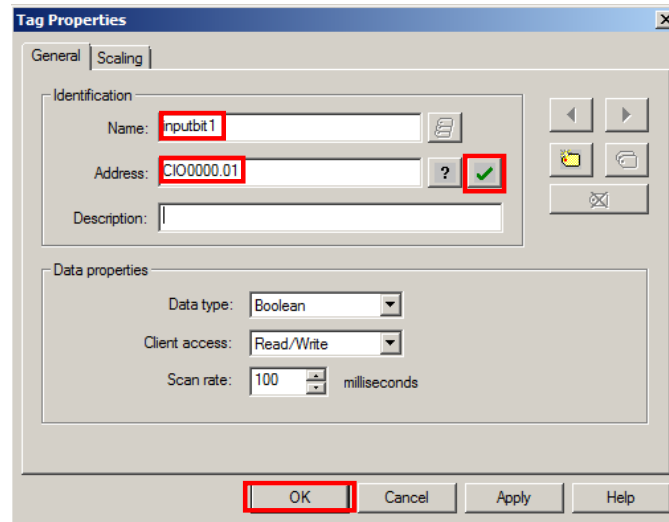 Tag Properties
General Scaling
Identification
Name: inputbit1
Address: CIO0000.01 ?
Description:
Data properties
Data type: Boolean
Client access: Read/Write
Scan rate: 100 milliseconds
OK Cancel Apply Help